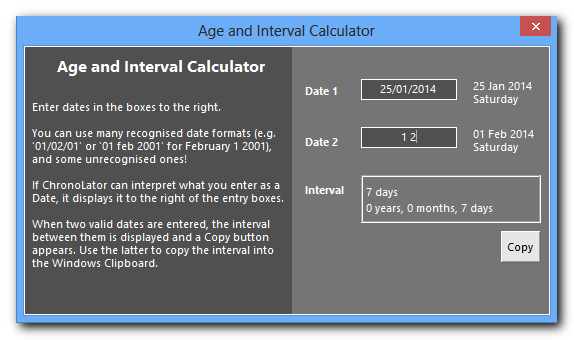 Age and Interval Calculator
Age and Interval Calculator
Enter dates in the boxes to the right.
You can use many recognised date formats (e.g.
'01/02/01' or '01 feb 2001' for February 1 2001),
and some unrecognised ones!
If ChronoLator can interpret what you enter as a
Date, it displays it to the right of the entry boxes.
When two valid dates are entered, the interval
between them is displayed and a Copy button
appears. Use the latter to copy the interval into
the Windows Clipboard.
Date 1 25/01/2014 25 Jan 2014
Saturday
Date 2 1 2 01 Feb 2014
Saturday
Interval 7 days
0 years, 0 months, 7 days
Copy